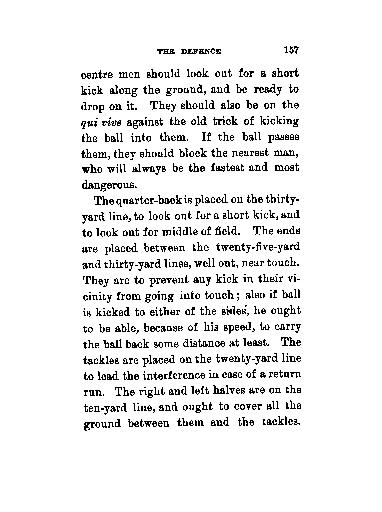 THE DEFENCE 157
centre men should look out for a short
kick along the ground, and be ready to
drop on it. They should also be on the
qui vive against the old trick of kicking
the ball into them. If the ball passes
them, they should block the nearest man,
who will always be the fastest and most
dangerous.
The quarter-back is placed on the thirty-
yard line, to look out for a short kick, and
to look out for middle of field. The ends
are placed between the twenty-five-yard
and thirty-yard lines, well out, near touch.
They are to prevent any kick in their vi-
cinity from going into touch; also if ball
is kicked to either of the sides, he ought
to be able, because of his speed, to carry
the ball back some distance at least. The
tackles are placed on the twenty-yard line
to lead the interference in case of a return
run. The right and left halves are on the
ten-yard line, and ought to cover all the
ground between them and the tackles.